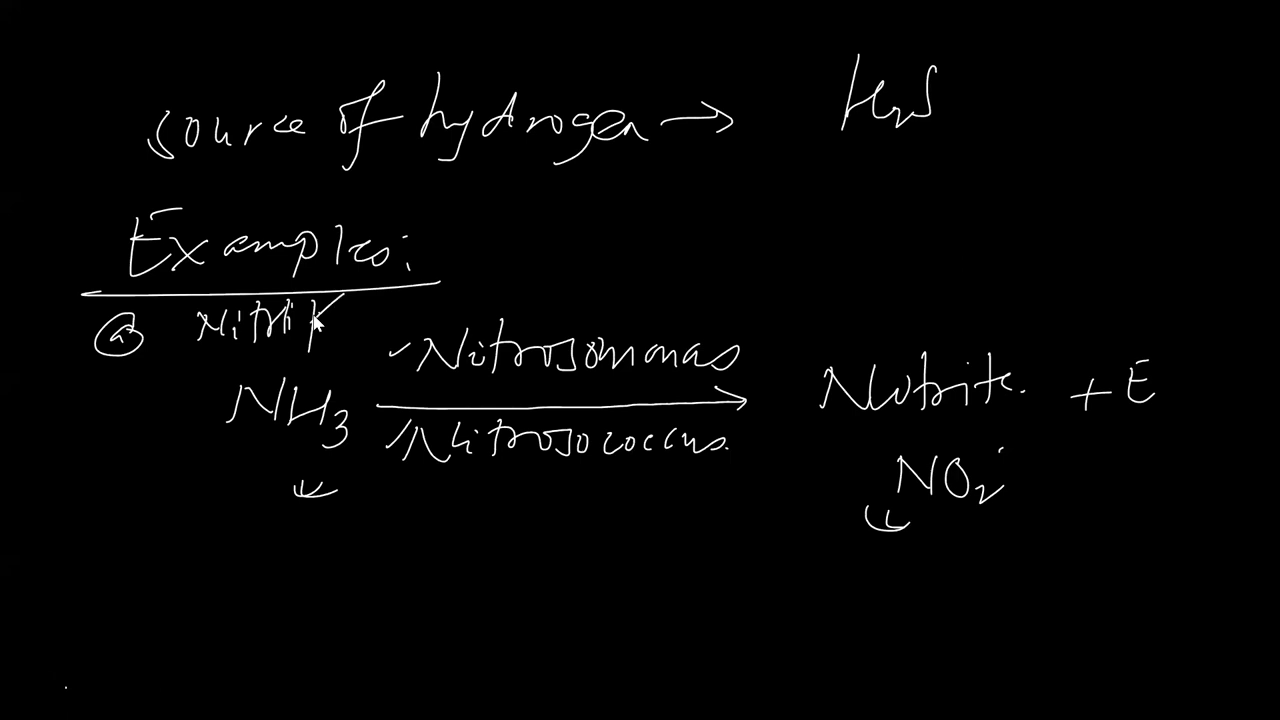 source of hydrogen → H₂S
Examples:
(a) Nitrif
NH₃ Nitrosomonas Nitrite + E
Nitrosococcus. NO₂⁻